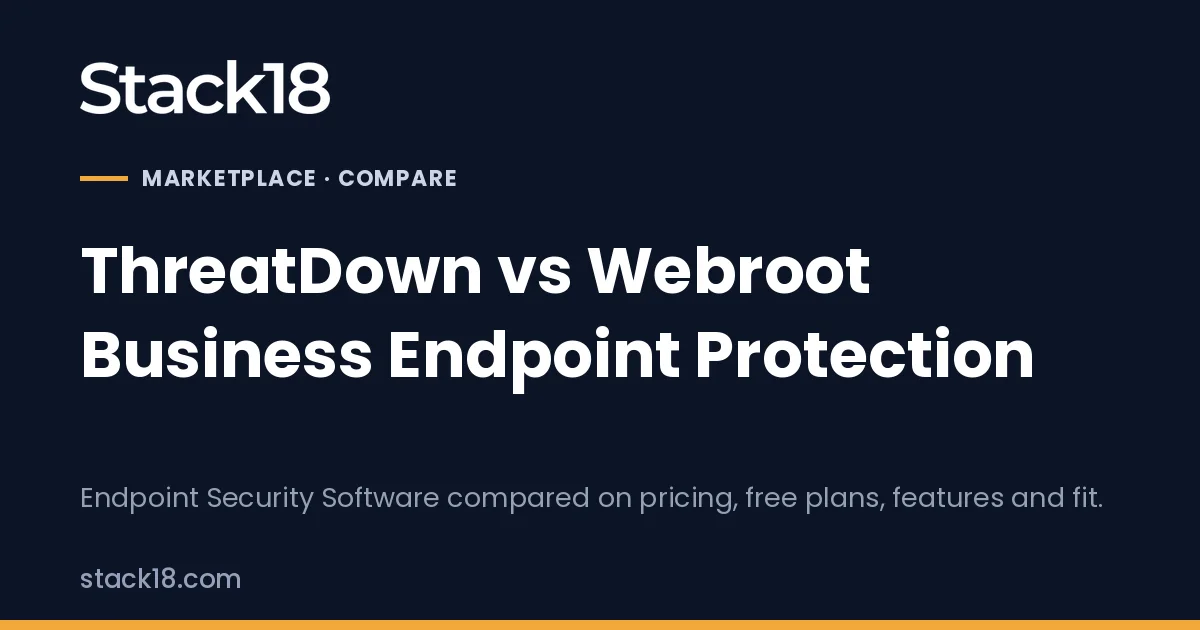 Stack18
MARKETPLACE · COMPARE
ThreatDown vs Webroot
Business Endpoint Protection
Endpoint Security Software compared on pricing, free plans, features and fit.
stack18.com